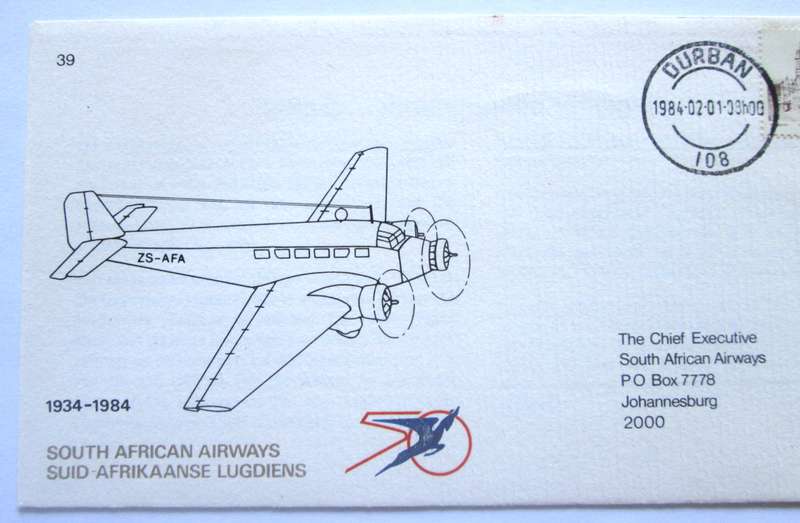 39
DURBAN
1984-02-01-08h00
108
ZS-AFA
1934-1984
50
SOUTH AFRICAN AIRWAYS
SUID-AFRIKAANSE LUGDIENS
The Chief Executive
South African Airways
P O Box 7778
Johannesburg
2000